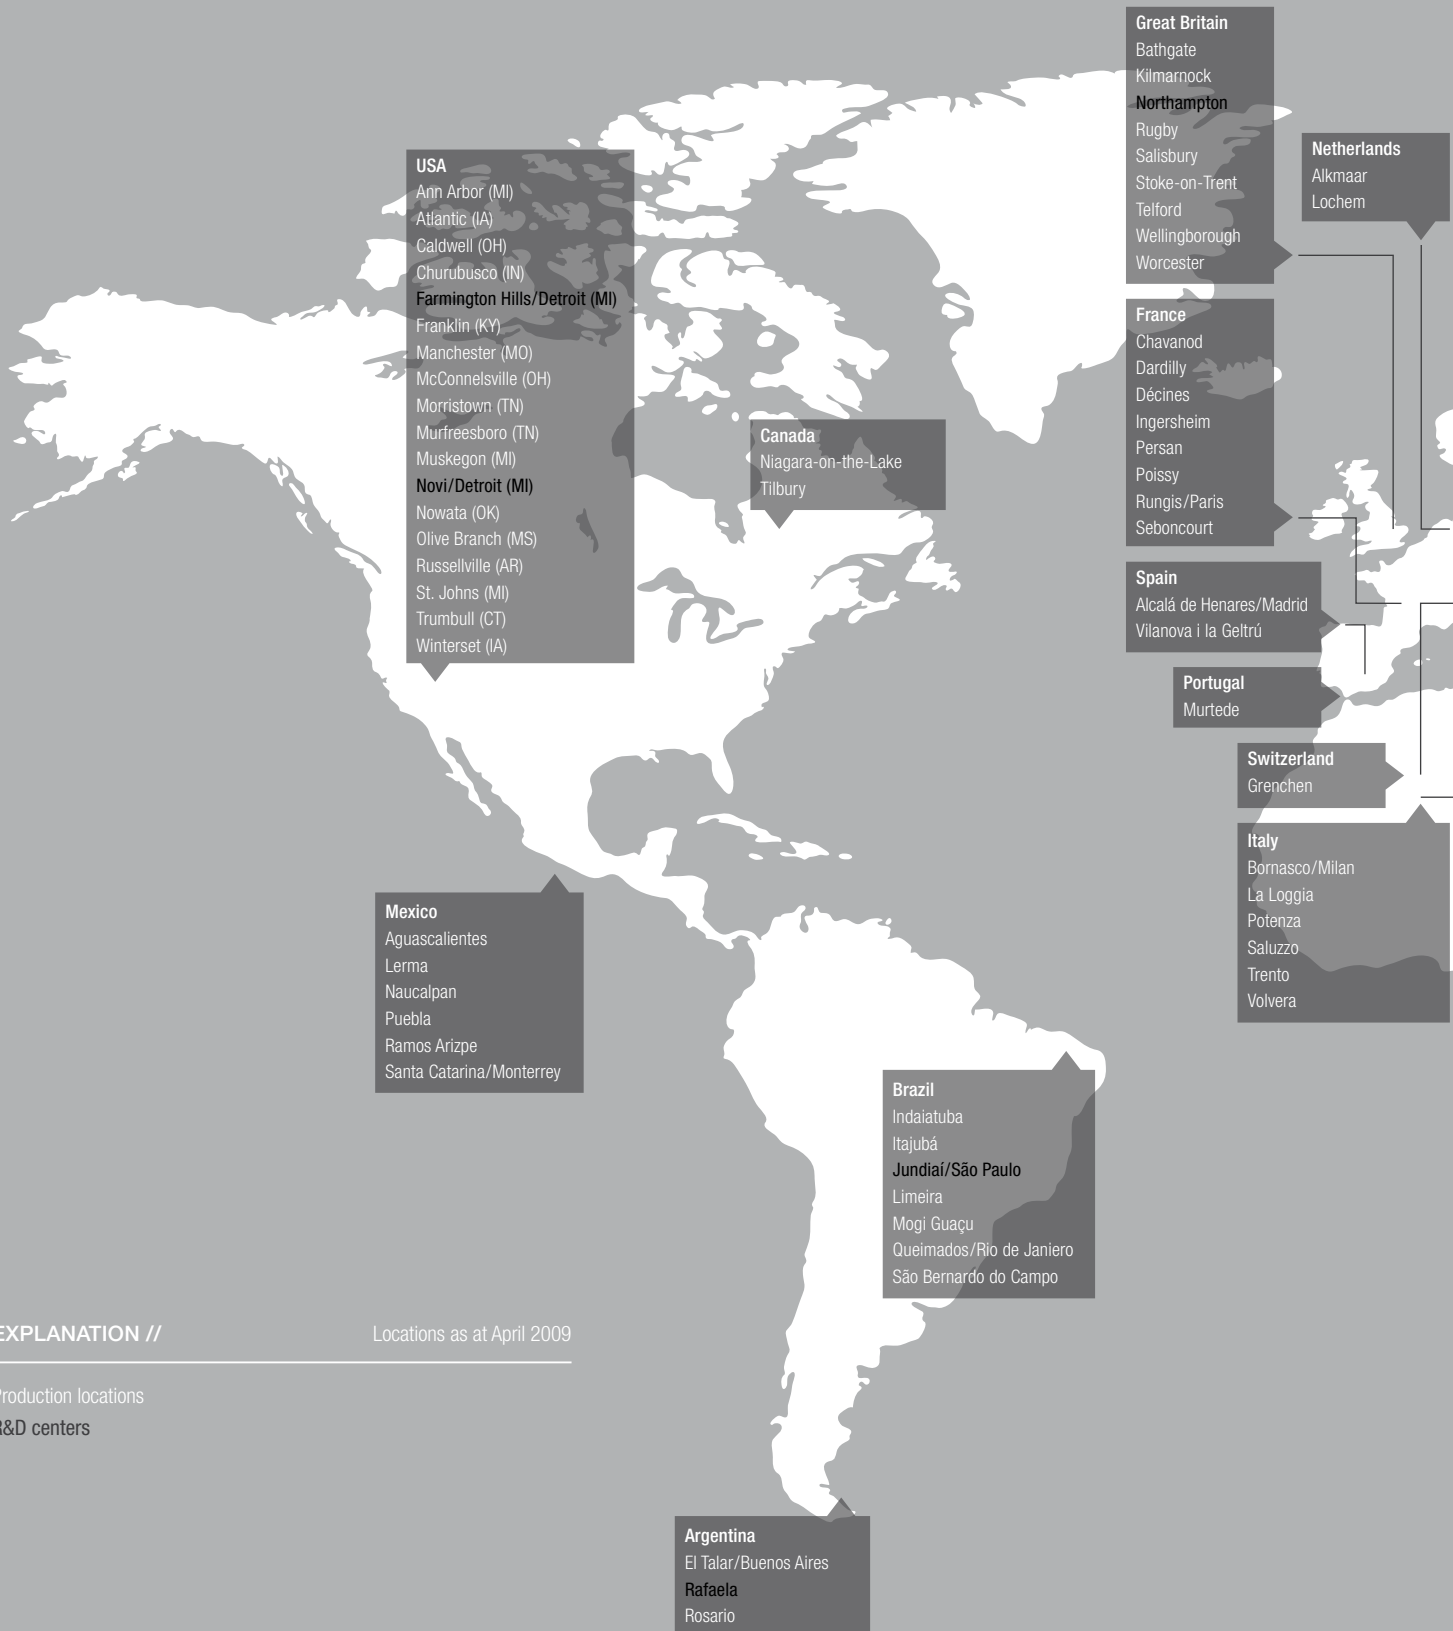 Great Britain
Bathgate
Kilmarnock
Northampton
Rugby
Salisbury
Stoke-on-Trent
Telford
Wellingborough
Worcester
Netherlands
Alkmaar
Lochem
USA
Ann Arbor (MI)
Atlantic (IA)
Caldwell (OH)
Churubusco (IN)
Farmington Hills/Detroit (MI)
Franklin (KY)
Manchester (MO)
McConnelsville (OH)
Morristown (TN)
Murfreesboro (TN)
Muskegon (MI)
Novi/Detroit (MI)
Nowata (OK)
Olive Branch (MS)
Russellville (AR)
St. Johns (MI)
Trumbull (CT)
Winterset (IA)
France
Chavanod
Dardilly
Décines
Ingersheim
Persan
Poissy
Rungis/Paris
Seboncourt
Canada
Niagara-on-the-Lake
Tilbury
Spain
Alcalá de Henares/Madrid
Vilanova i la Geltrú
Portugal
Murtede
Switzerland
Grenchen
Italy
Bornasco/Milan
La Loggia
Potenza
Saluzzo
Trento
Volvera
Mexico
Aguascalientes
Lerma
Naucalpan
Puebla
Ramos Arizpe
Santa Catarina/Monterrey
Brazil
Indaiatuba
Itajubá
Jundiaí/São Paulo
Limeira
Mogi Guaçu
Queimados/Rio de Janiero
São Bernardo do Campo
EXPLANATION // Locations as at April 2009
Production locations
R&D centers
Argentina
El Talar/Buenos Aires
Rafaela
Rosario